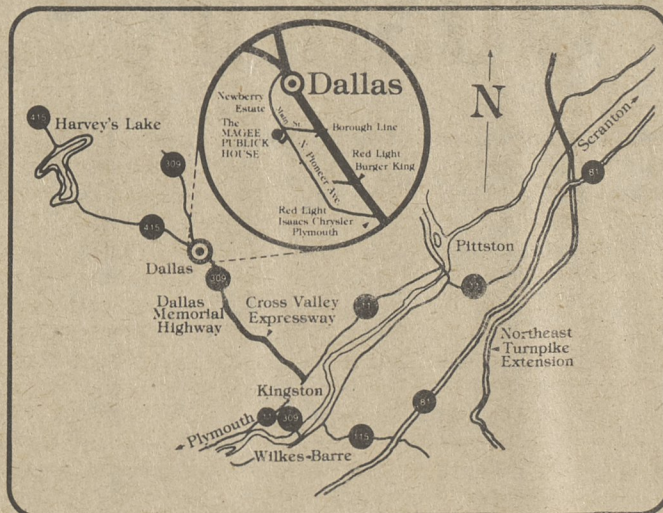 415
Harvey's Lake
309
415
Dallas
309
Dallas
Memorial
Highway
Cross Valley
Expressway
Dallas
Newberry
Estate
The
MAGEE
PUBLICK
HOUSE
Main St.
N. Pioneer Ave.
Borough Line
Red Light
Burger King
Red Light
Isaacs Chrysler
Plymouth
N
Scranton
81
Pittston
11
Northeast
Turnpike
Extension
Kingston
11
309
Plymouth
115
81
Wilkes-Barre